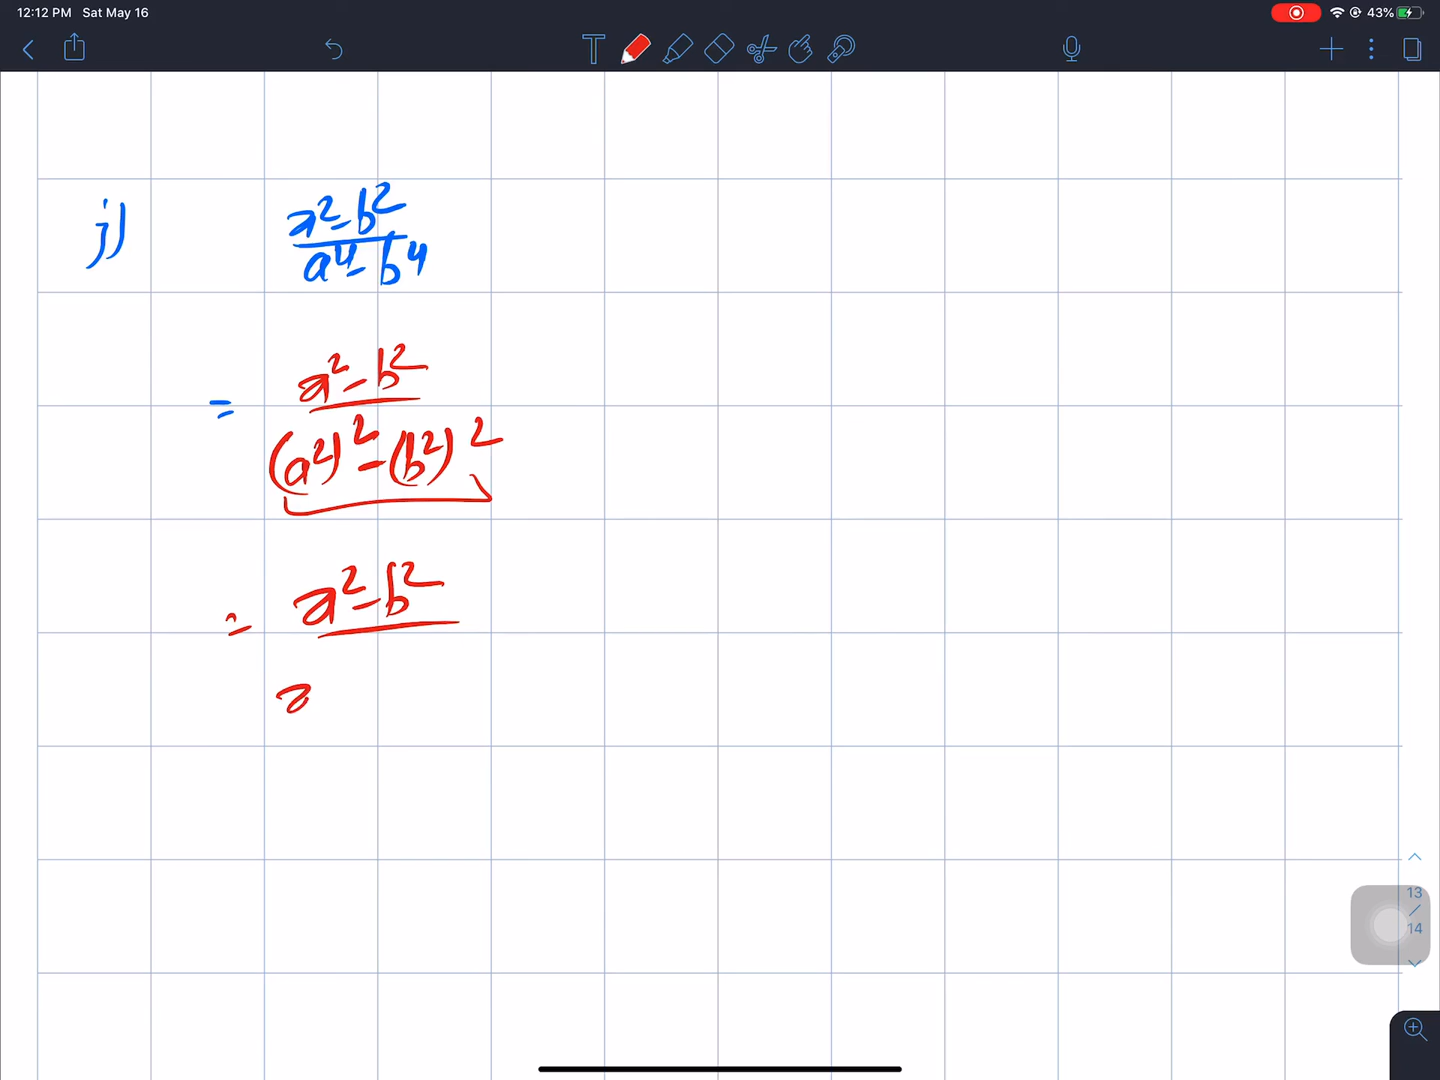 12:12 PM Sat May 16
43%
j)
a²-b²
a⁴-b⁴
= a²-b²
(a²)²-(b²)²
= a²-b²
a
13
/
14